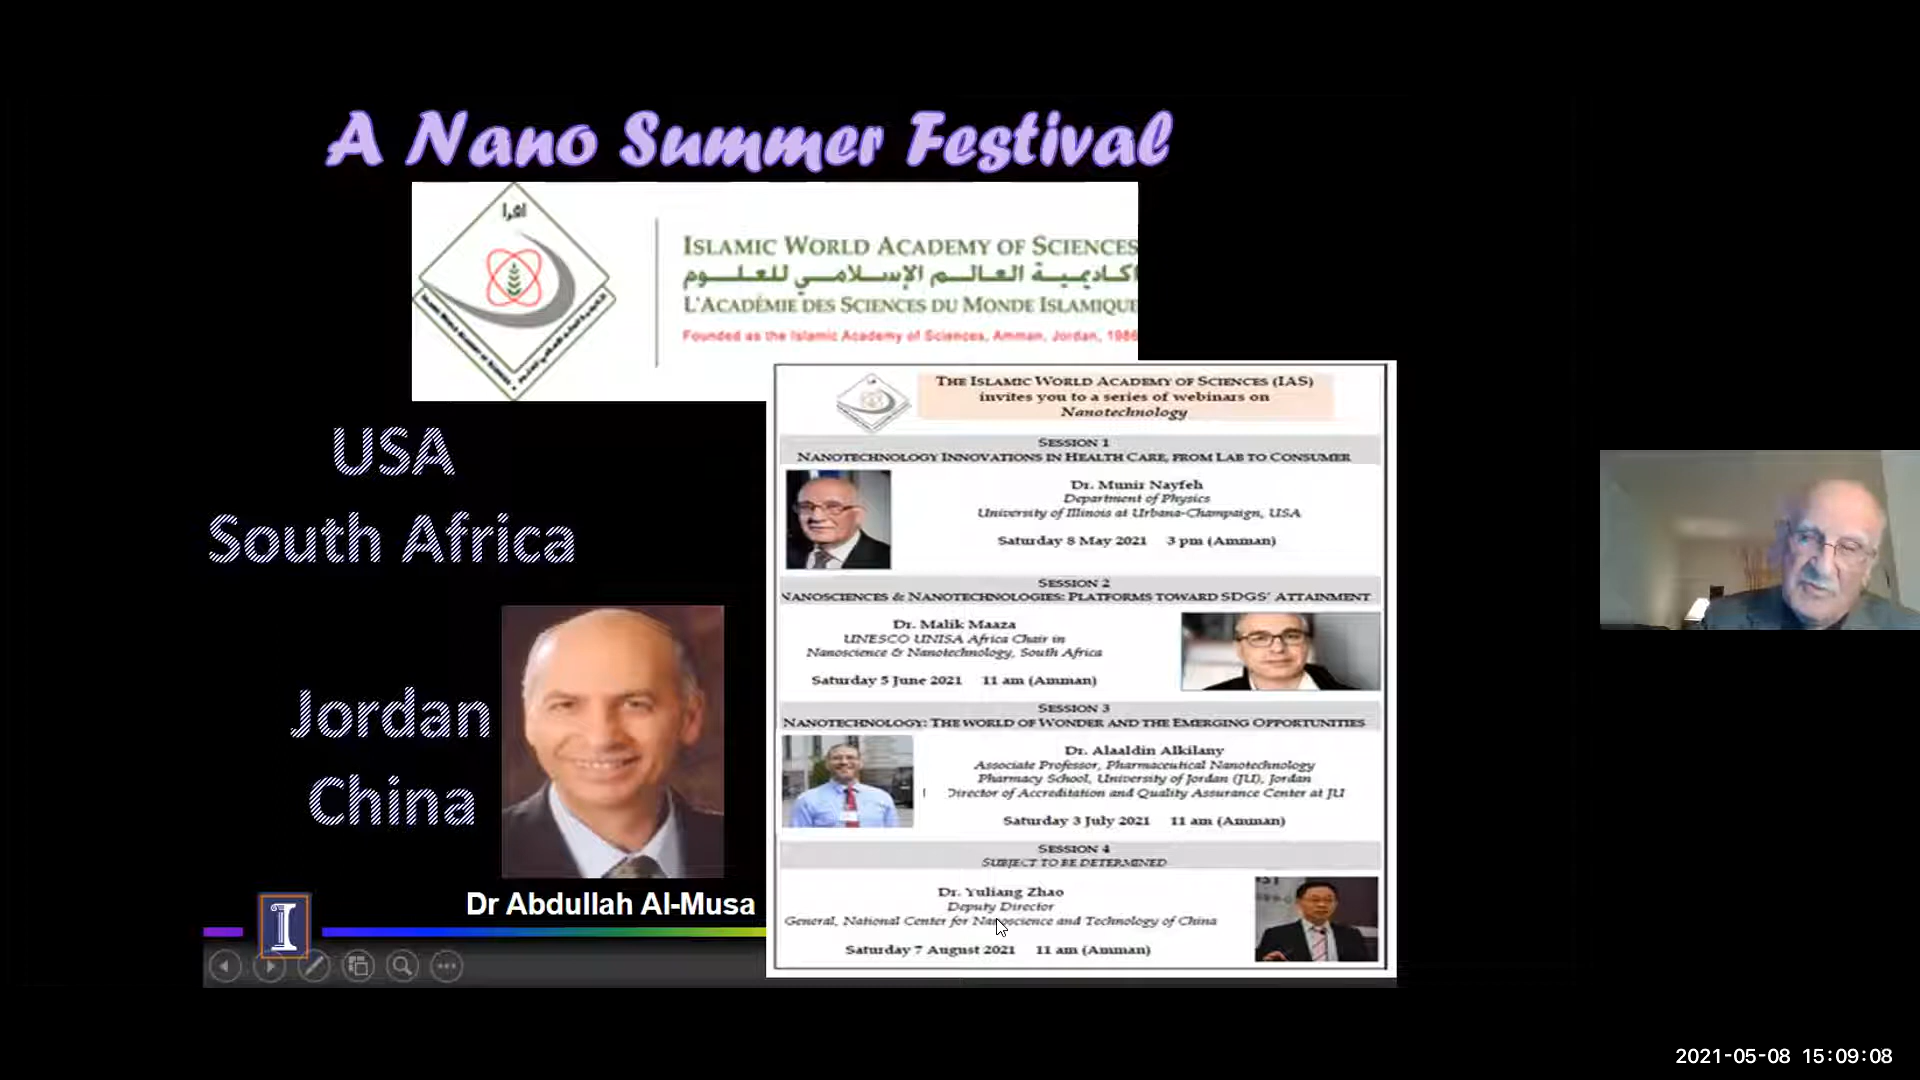 A Nano Summer Festival
اقرأ
ISLAMIC WORLD ACADEMY OF SCIENCES
اكاديمية العالم الإسلامي للعلوم
L'ACADÉMIE DES SCIENCES DU MONDE ISLAMIQUE
Founded as the Islamic Academy of Sciences, Amman, Jordan, 1986
USA
South Africa
Jordan
China
Dr Abdullah Al-Musa
THE ISLAMIC WORLD ACADEMY OF SCIENCES (IAS)
invites you to a series of webinars on
Nanotechnology
SESSION 1
NANOTECHNOLOGY INNOVATIONS IN HEALTH CARE, FROM LAB TO CONSUMER
Dr. Munir Nayfeh
Department of Physics
University of Illinois at Urbana-Champaign, USA
Saturday 8 May 2021 3 pm (Amman)
SESSION 2
NANOSCIENCES & NANOTECHNOLOGIES: PLATFORMS TOWARD SDGS' ATTAINMENT
Dr. Malik Maaza
UNESCO UNISA Africa Chair in
Nanoscience & Nanotechnology, South Africa
Saturday 5 June 2021 11 am (Amman)
SESSION 3
NANOTECHNOLOGY: THE WORLD OF WONDER AND THE EMERGING OPPORTUNITIES
Dr. Alaaldin Alkilany
Associate Professor, Pharmaceutical Nanotechnology
Pharmacy School, University of Jordan (JU), Jordan
Director of Accreditation and Quality Assurance Center at JU
Saturday 3 July 2021 11 am (Amman)
SESSION 4
SUBJECT TO BE DETERMINED
Dr. Yuliang Zhao
Deputy Director
General, National Center for Nanoscience and Technology of China
Saturday 7 August 2021 11 am (Amman)
I
2021-05-08 15:09:08